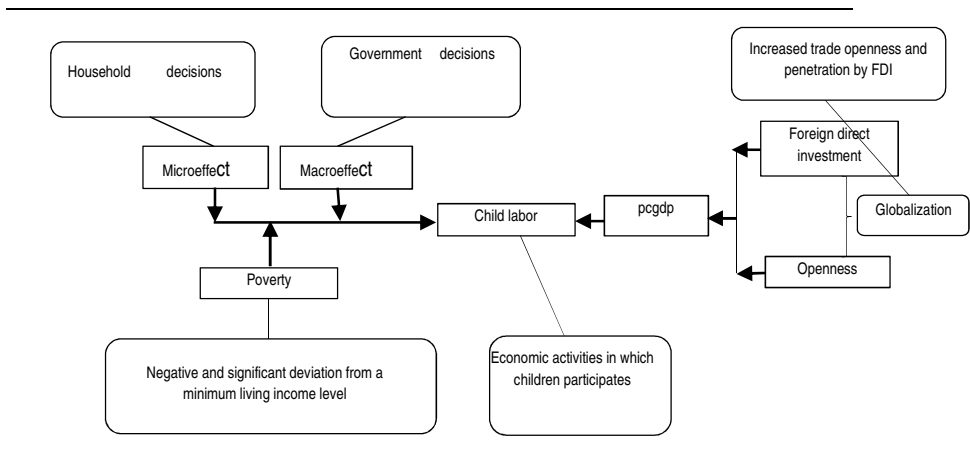 Household decisions
Government decisions
Increased trade openness and
penetration by FDI
Microeffect
Macroeffect
Foreign direct
investment
Child labor
pcgdp
Globalization
Poverty
Openness
Negative and significant deviation from a
minimum living income level
Economic activities in which
children participates